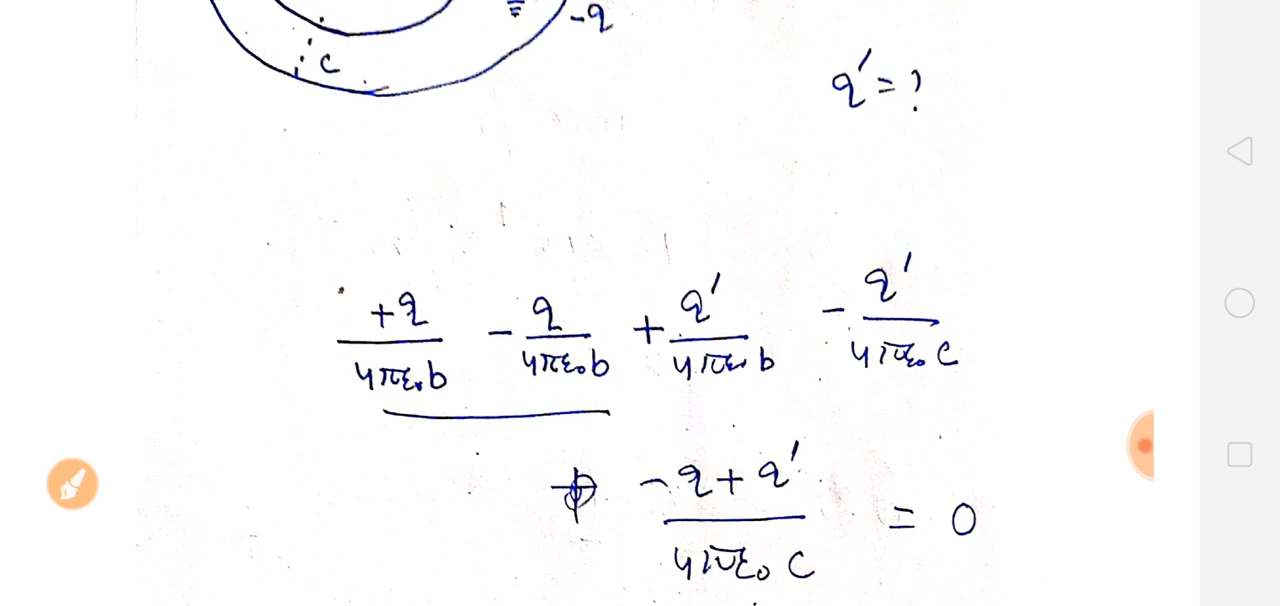 -q
c
q' = ?
+q/4πε₀b - q/4πε₀b + q'/4πε₀b - q'/4πε₀c
-q+q'/4πε₀c = 0